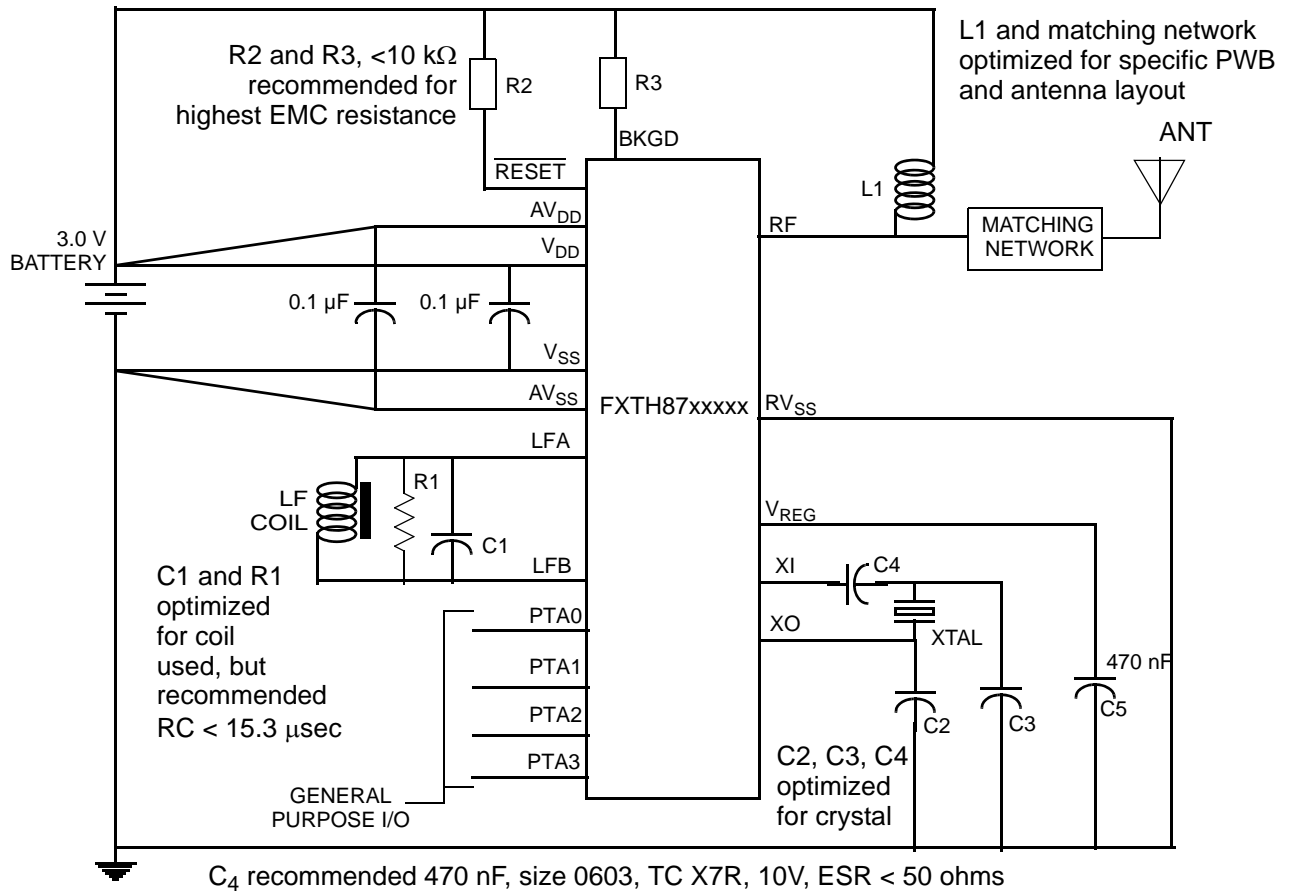 R2 and R3, <10 kΩ
recommended for
highest EMC resistance
R2
R3
L1 and matching network
optimized for specific PWB
and antenna layout
ANT
BKGD
RESET
L1
AVDD
RF
MATCHING
NETWORK
3.0 V
BATTERY
VDD
0.1 µF
0.1 µF
VSS
AVSS
FXTH87xxxxx
RVSS
LFA
R1
LF
COIL
C1
VREG
LFB
XI
C4
C1 and R1
optimized
for coil
used, but
recommended
RC < 15.3 μsec
PTA0
XO
XTAL
PTA1
470 nF
PTA2
C2
C3
C5
PTA3
C2, C3, C4
optimized
for crystal
GENERAL
PURPOSE I/O
C4 recommended 470 nF, size 0603, TC X7R, 10V, ESR < 50 ohms